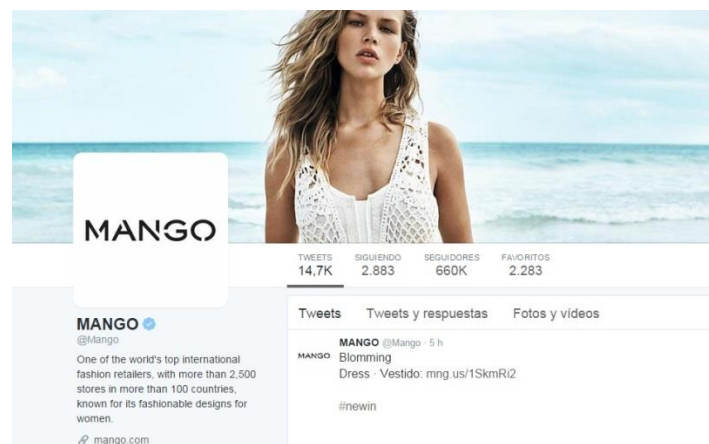 MANGO
TWEETS SIGUIENDO SEGUIDORES FAVORITOS
14,7K 2.883 660K 2.283
MANGO
@Mango
One of the world's top international
fashion retailers, with more than 2,500
stores in more than 100 countries,
known for its fashionable designs for
women.
mango.com
Tweets Tweets y respuestas Fotos y vídeos
MANGO @Mango · 5 h
MANGO
Blomming
Dress · Vestido: mng.us/1SkmRi2
#newin